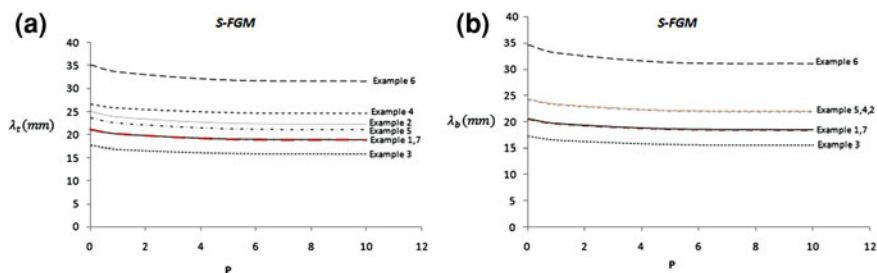 (a)
S-FGM
40
35
30
25
20
15
10
5
0
λt(mm)
Example 6
Example 4
Example 2
Example 5
Example 1,7
Example 3
0 2 4 6 8 10 12
P
(b)
S-FGM
40
35
30
25
20
15
10
5
0
λb(mm)
Example 6
Example 5,4,2
Example 1,7
Example 3
0 2 4 6 8 10 12
P